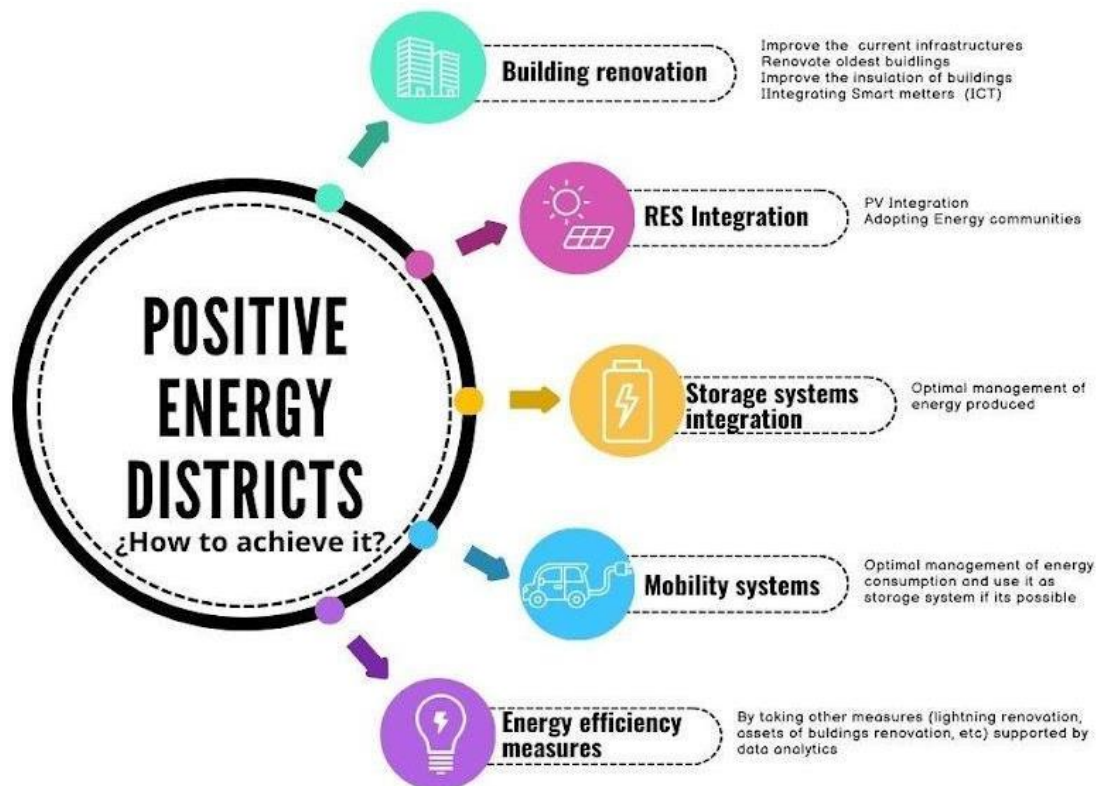 POSITIVE
ENERGY
DISTRICTS
¿How to achieve it?
Building renovation
Improve the current infrastructures
Renovate oldest buidlings
Improve the insulation of buildings
IIntegrating Smart metters (ICT)
RES Integration
PV Integration
Adopting Energy communities
Storage systems
integration
Optimal management of
energy produced
Mobility systems
Optimal management of energy
consumption and use it as
storage system if its possible
Energy efficiency
measures
By taking other measures (lightning renovation,
assets of buldings renovation, etc) supported by
data analytics